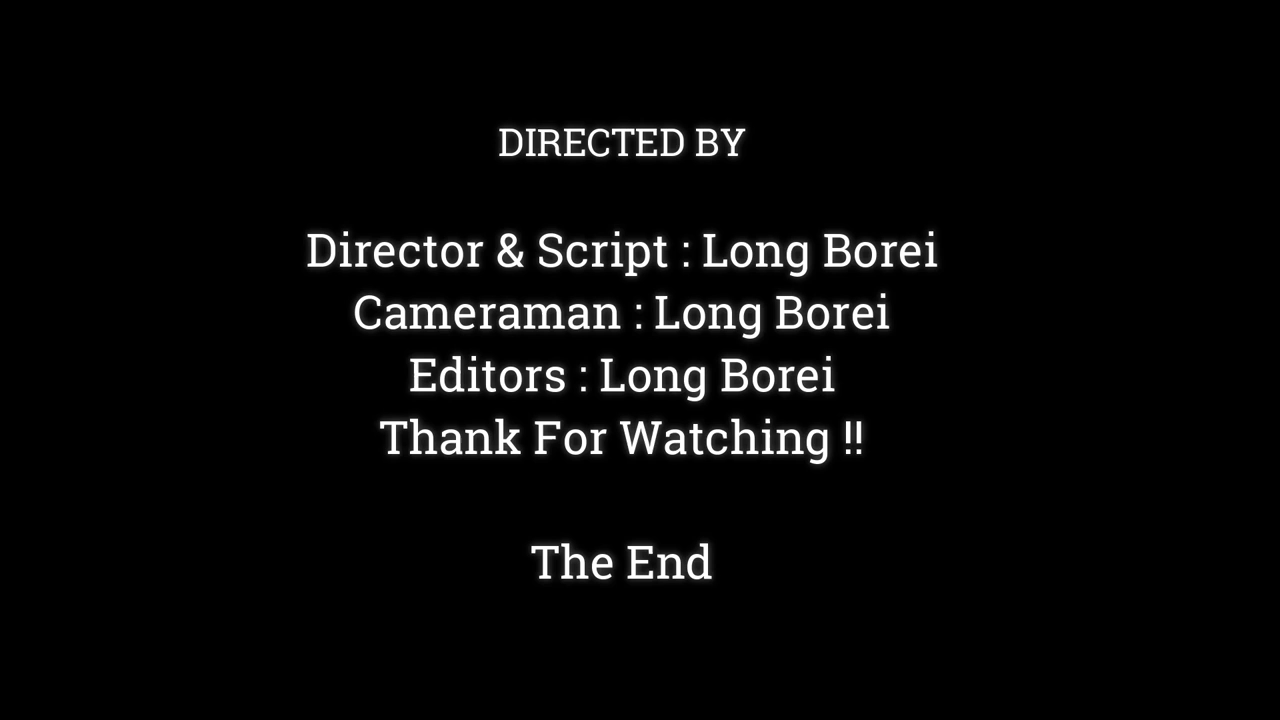 DIRECTED BY
Director & Script : Long Borei
Cameraman : Long Borei
Editors : Long Borei
Thank For Watching !!
The End